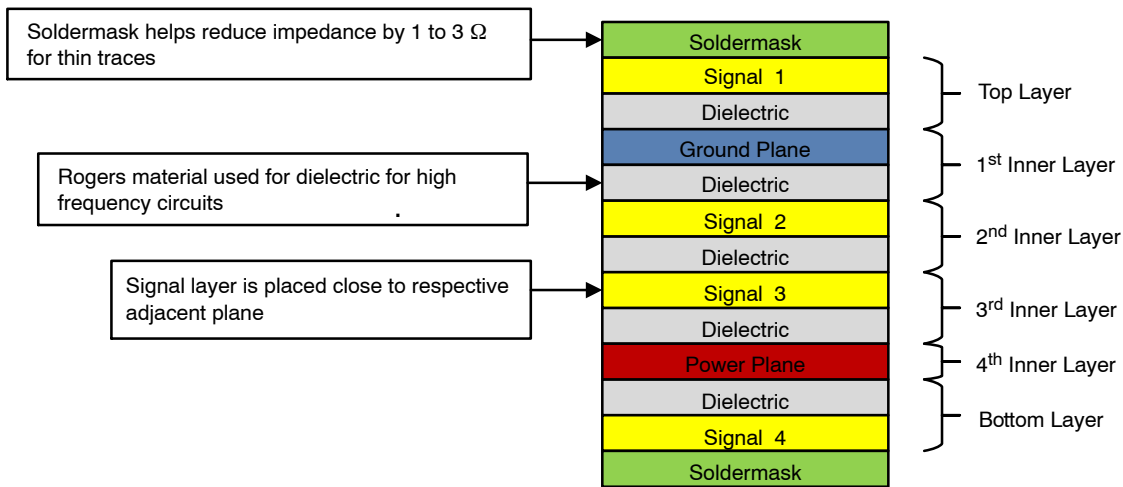 Soldermask helps reduce impedance by 1 to 3 Ω
for thin traces
Rogers material used for dielectric for high
frequency circuits
.
Signal layer is placed close to respective
adjacent plane
Soldermask
Signal 1
Dielectric
Ground Plane
Dielectric
Signal 2
Dielectric
Signal 3
Dielectric
Power Plane
Dielectric
Signal 4
Soldermask
Top Layer
1st Inner Layer
2nd Inner Layer
3rd Inner Layer
4th Inner Layer
Bottom Layer